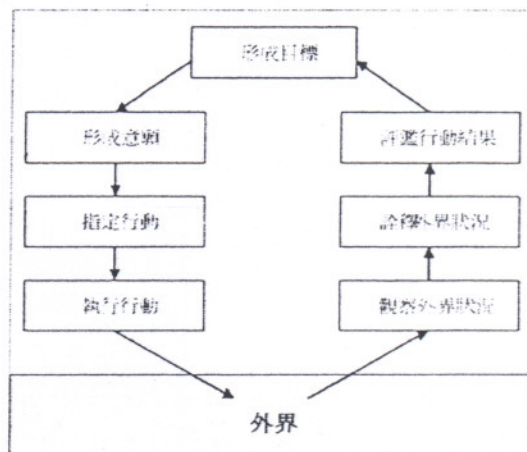 形成目標
形成意願
評鑑行動結果
指定行動
詮釋外界狀況
執行行動
觀察外界狀況
外界